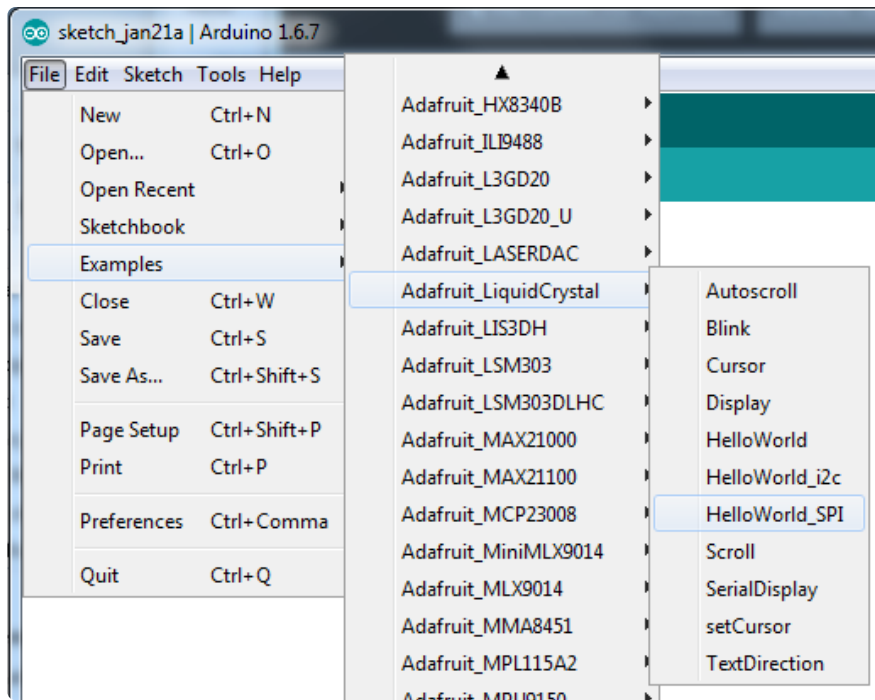 sketch_jan21a | Arduino 1.6.7
File Edit Sketch Tools Help
New Ctrl+N
Open... Ctrl+O
Open Recent
Sketchbook
Examples
Close Ctrl+W
Save Ctrl+S
Save As... Ctrl+Shift+S
Page Setup Ctrl+Shift+P
Print Ctrl+P
Preferences Ctrl+Comma
Quit Ctrl+Q
Adafruit_HX8340B
Adafruit_ILI9488
Adafruit_L3GD20
Adafruit_L3GD20_U
Adafruit_LASERDAC
Adafruit_LiquidCrystal
Adafruit_LIS3DH
Adafruit_LSM303
Adafruit_LSM303DLHC
Adafruit_MAX21000
Adafruit_MAX21100
Adafruit_MCP23008
Adafruit_MiniMLX9014
Adafruit_MLX9014
Adafruit_MMA8451
Adafruit_MPL115A2
Adafruit_MPU9150
Autoscroll
Blink
Cursor
Display
HelloWorld
HelloWorld_i2c
HelloWorld_SPI
Scroll
SerialDisplay
setCursor
TextDirection